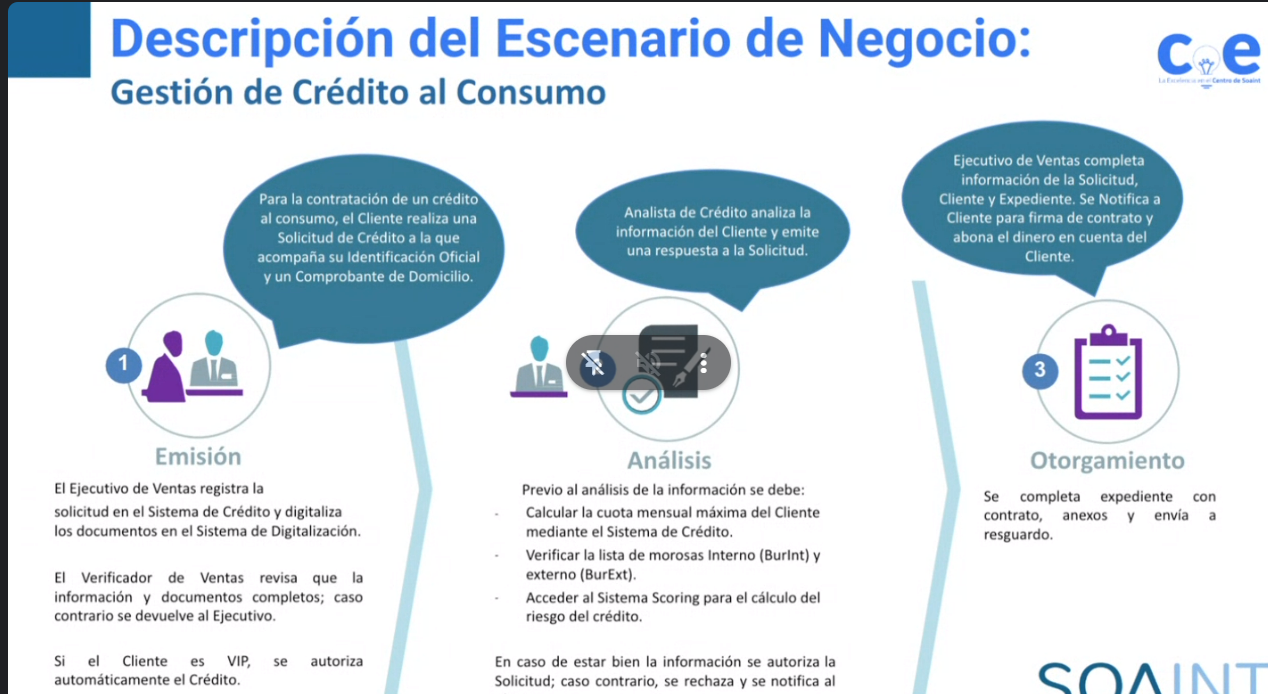 Descripción del Escenario de Negocio:
Gestión de Crédito al Consumo
c e
La Excelencia en el Centro de Soaint
Para la contratación de un crédito
al consumo, el Cliente realiza una
Solicitud de Crédito a la que
acompaña su Identificación Oficial
y un Comprobante de Domicilio.
1
Emisión
El Ejecutivo de Ventas registra la
solicitud en el Sistema de Crédito y digitaliza
los documentos en el Sistema de Digitalización.
El Verificador de Ventas revisa que la
información y documentos completos; caso
contrario se devuelve al Ejecutivo.
Si el Cliente es VIP, se autoriza
automáticamente el Crédito.
Analista de Crédito analiza la
información del Cliente y emite
una respuesta a la Solicitud.
Análisis
Previo al análisis de la información se debe:
- Calcular la cuota mensual máxima del Cliente
mediante el Sistema de Crédito.
- Verificar la lista de morosas Interno (BurInt) y
externo (BurExt).
- Acceder al Sistema Scoring para el cálculo del
riesgo del crédito.
En caso de estar bien la información se autoriza la
Solicitud; caso contrario, se rechaza y se notifica al
Ejecutivo de Ventas completa
información de la Solicitud,
Cliente y Expediente. Se Notifica a
Cliente para firma de contrato y
abona el dinero en cuenta del
Cliente.
3
Otorgamiento
Se completa expediente con
contrato, anexos y envía a
resguardo.
SOAINT